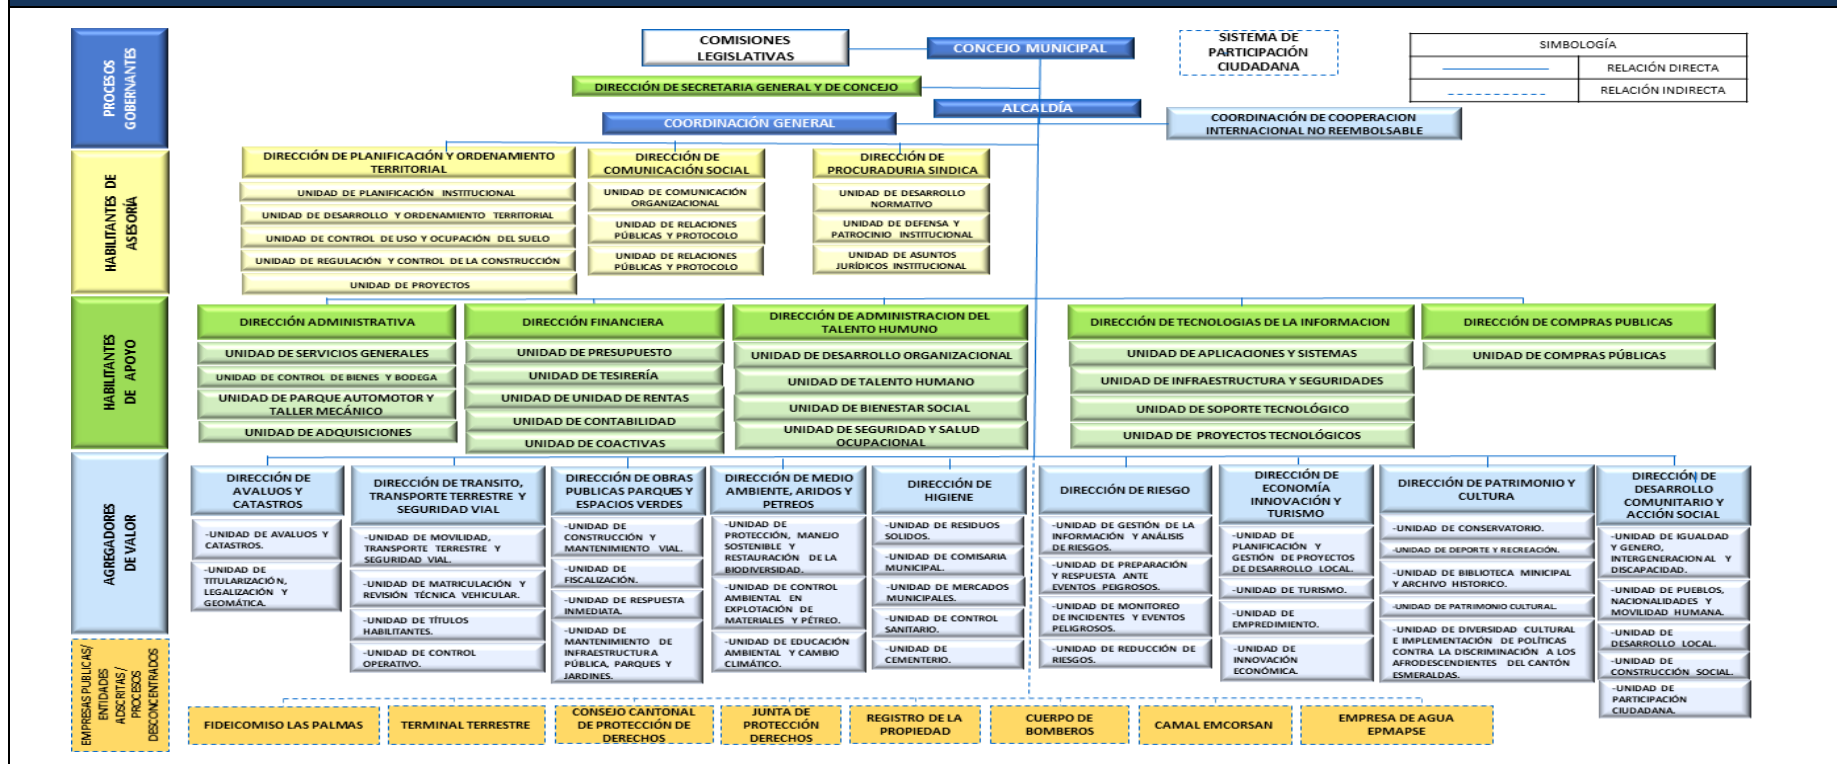 PROCESOS
GOBERNANTES
COMISIONES
LEGISLATIVAS
CONCEJO MUNICIPAL
SISTEMA DE
PARTICIPACIÓN
CIUDADANA
SIMBOLOGÍA
RELACIÓN DIRECTA
RELACIÓN INDIRECTA
DIRECCIÓN DE SECRETARIA GENERAL Y DE CONCEJO
ALCALDÍA
COORDINACIÓN GENERAL
COORDINACIÓN DE COOPERACION
INTERNACIONAL NO REEMBOLSABLE
HABILITANTES DE
ASESORÍA
DIRECCIÓN DE PLANIFICACIÓN Y ORDENAMIENTO
TERRITORIAL
UNIDAD DE PLANIFICACIÓN INSTITUCIONAL
UNIDAD DE DESARROLLO Y ORDENAMIENTO TERRITORIAL
UNIDAD DE CONTROL DE USO Y OCUPACIÓN DEL SUELO
UNIDAD DE REGULACIÓN Y CONTROL DE LA CONSTRUCCIÓN
UNIDAD DE PROYECTOS
DIRECCIÓN DE
COMUNICACIÓN SOCIAL
UNIDAD DE COMUNICACIÓN
ORGANIZACIONAL
UNIDAD DE RELACIONES
PÚBLICAS Y PROTOCOLO
UNIDAD DE RELACIONES
PÚBLICAS Y PROTOCOLO
DIRECCIÓN DE
PROCURADURIA SINDICA
UNIDAD DE DESARROLLO
NORMATIVO
UNIDAD DE DEFENSA Y
PATROCINIO INSTITUCIONAL
UNIDAD DE ASUNTOS
JURÍDICOS INSTITUCIONAL
HABILITANTES
DE APOYO
DIRECCIÓN ADMINISTRATIVA
UNIDAD DE SERVICIOS GENERALES
UNIDAD DE CONTROL DE BIENES Y BODEGA
UNIDAD DE PARQUE AUTOMOTOR Y
TALLER MECÁNICO
UNIDAD DE ADQUISICIONES
DIRECCIÓN FINANCIERA
UNIDAD DE PRESUPUESTO
UNIDAD DE TESIRERÍA
UNIDAD DE UNIDAD DE RENTAS
UNIDAD DE CONTABILIDAD
UNIDAD DE COACTIVAS
DIRECCIÓN DE ADMINISTRACION DEL
TALENTO HUMUNO
UNIDAD DE DESARROLLO ORGANIZACIONAL
UNIDAD DE TALENTO HUMANO
UNIDAD DE BIENESTAR SOCIAL
UNIDAD DE SEGURIDAD Y SALUD
OCUPACIONAL
DIRECCIÓN DE TECNOLOGIAS DE LA INFORMACION
UNIDAD DE APLICACIONES Y SISTEMAS
UNIDAD DE INFRAESTRUCTURA Y SEGURIDADES
UNIDAD DE SOPORTE TECNOLÓGICO
UNIDAD DE PROYECTOS TECNOLÓGICOS
DIRECCIÓN DE COMPRAS PUBLICAS
UNIDAD DE COMPRAS PÚBLICAS
AGREGADORES
DE VALOR
DIRECCIÓN DE
AVALUOS Y
CATASTROS
-UNIDAD DE AVALUOS Y
CATASTROS.
-UNIDAD DE
TITULARIZACIÓN,
LEGALIZACIÓN Y
GEOMÁTICA.
DIRECCIÓN DE TRANSITO,
TRANSPORTE TERRESTRE Y
SEGURIDAD VIAL
-UNIDAD DE MOVILIDAD,
TRANSPORTE TERRESTRE Y
SEGURIDAD VIAL.
-UNIDAD DE MATRICULACIÓN Y
REVISIÓN TÉCNICA VEHICULAR.
-UNIDAD DE TÍTULOS
HABILITANTES.
-UNIDAD DE CONTROL
OPERATIVO.
DIRECCIÓN DE OBRAS
PUBLICAS PARQUES Y
ESPACIOS VERDES
-UNIDAD DE
CONSTRUCCIÓN Y
MANTENIMIENTO VIAL.
-UNIDAD DE
FISCALIZACIÓN.
-UNIDAD DE RESPUESTA
INMEDIATA.
-UNIDAD DE
MANTENIMIENTO DE
INFRAESTRUCTURA
PÚBLICA, PARQUES Y
JARDINES.
DIRECCIÓN DE MEDIO
AMBIENTE, ARIDOS Y
PETREOS
-UNIDAD DE
PROTECCIÓN, MANEJO
SOSTENIBLE Y
RESTAURACIÓN DE LA
BIODIVERSIDAD.
-UNIDAD DE CONTROL
AMBIENTAL EN
EXPLOTACIÓN DE
MATERIALES Y PÉTREO.
-UNIDAD DE EDUCACIÓN
AMBIENTAL Y CAMBIO
CLIMÁTICO.
DIRECCIÓN DE
HIGIENE
-UNIDAD DE RESIDUOS
SOLIDOS.
-UNIDAD DE COMISARIA
MUNICIPAL.
-UNIDAD DE MERCADOS
MUNICIPALES.
-UNIDAD DE CONTROL
SANITARIO.
-UNIDAD DE
CEMENTERIO.
DIRECCIÓN DE RIESGO
-UNIDAD DE GESTIÓN DE LA
INFORMACIÓN Y ANÁLISIS
DE RIESGOS.
-UNIDAD DE PREPARACIÓN
Y RESPUESTA ANTE
EVENTOS PEIGROSOS.
-UNIDAD DE MONITOREO
DE INCIDENTES Y EVENTOS
PELIGROSOS.
-UNIDAD DE REDUCCIÓN DE
RIESGOS.
DIRECCIÓN DE
ECONOMÍA
INNOVACIÓN Y
TURISMO
-UNIDAD DE
PLANIFICACIÓN Y
GESTIÓN DE PROYECTOS
DE DESARROLLO LOCAL.
-UNIDAD DE TURISMO.
-UNIDAD DE
EMPREDIMIENTO.
-UNIDAD DE
INNOVACIÓN
ECONÓMICA.
DIRECCIÓN DE PATRIMONIO Y
CULTURA
-UNIDAD DE CONSERVATORIO.
-UNIDAD DE DEPORTE Y RECREACIÓN.
-UNIDAD DE BIBLIOTECA MINICIPAL
Y ARCHIVO HISTORICO.
-UNIDAD DE PATRIMONIO CULTURAL.
-UNIDAD DE DIVERSIDAD CULTURAL
E IMPLEMENTACIÓN DE POLÍTICAS
CONTRA LA DISCRIMINACIÓN A LOS
AFRODESCENDIENTES DEL CANTÓN
ESMERALDAS.
DIRECCIÓN DE
DESARROLLO
COMUNITARIO Y
ACCIÓN SOCIAL
-UNIDAD DE IGUALDAD
Y GENERO,
INTERGENERACIONAL Y
DISCAPACIDAD.
-UNIDAD DE PUEBLOS,
NACIONALIDADES Y
MOVILIDAD HUMANA.
-UNIDAD DE
DESARROLLO LOCAL.
-UNIDAD DE
CONSTRUCCIÓN SOCIAL.
-UNIDAD DE
PARTICIPACIÓN
CIUDADANA.
EMPRESAS PUBLICAS/
ENTIDADES
ADSCRITAS/
PROCESOS
DESCONCENTRADOS
FIDEICOMISO LAS PALMAS
TERMINAL TERRESTRE
CONSEJO CANTONAL
DE PROTECCIÓN DE
DERECHOS
JUNTA DE
PROTECCIÓN
DERECHOS
REGISTRO DE LA
PROPIEDAD
CUERPO DE
BOMBEROS
CAMAL EMCORSAN
EMPRESA DE AGUA
EPMAPSE